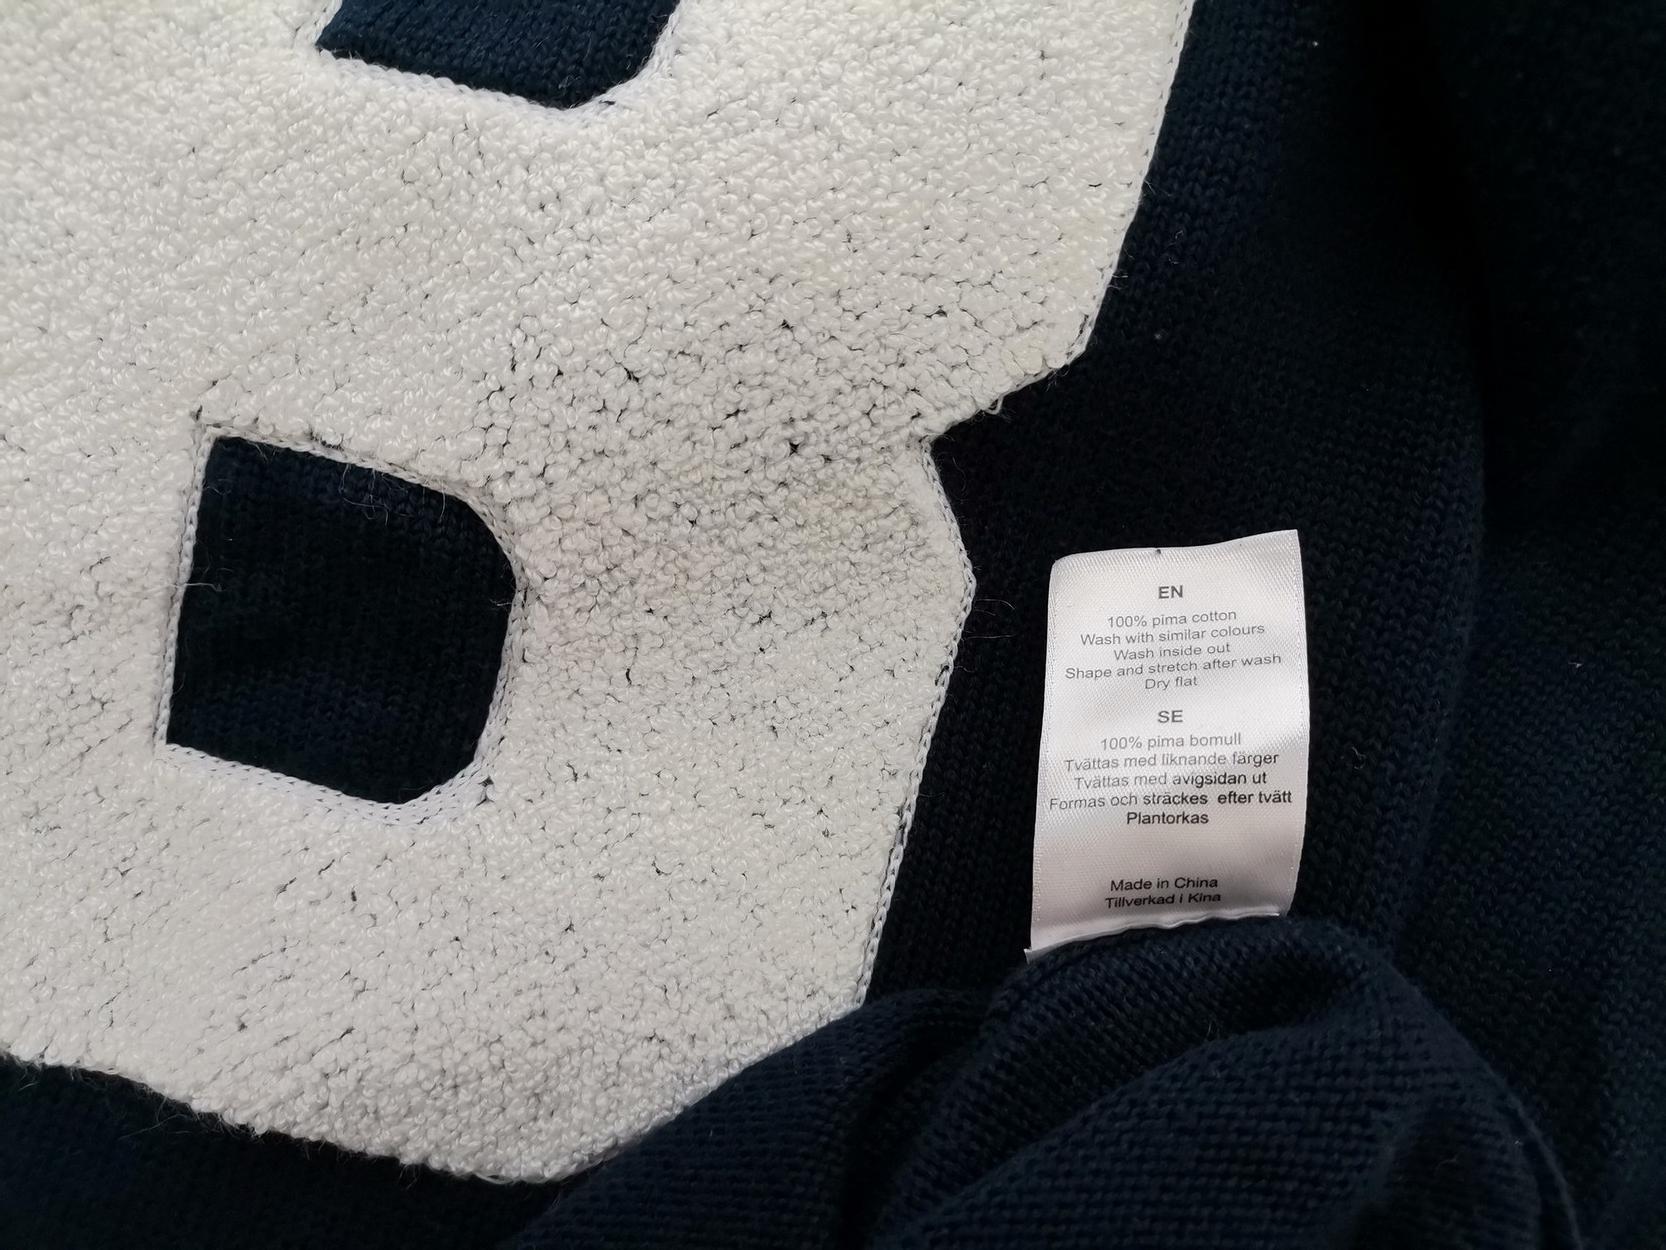 EN
100% pima cotton
Wash with similar colours
Wash inside out
Shape and stretch after wash
Dry flat
SE
100% pima bomull
Tvättas med liknande färger
Tvättas med avigsidan ut
Formas och sträckes efter tvätt
Plantorkas
Made in China
Tillverkad i Kina